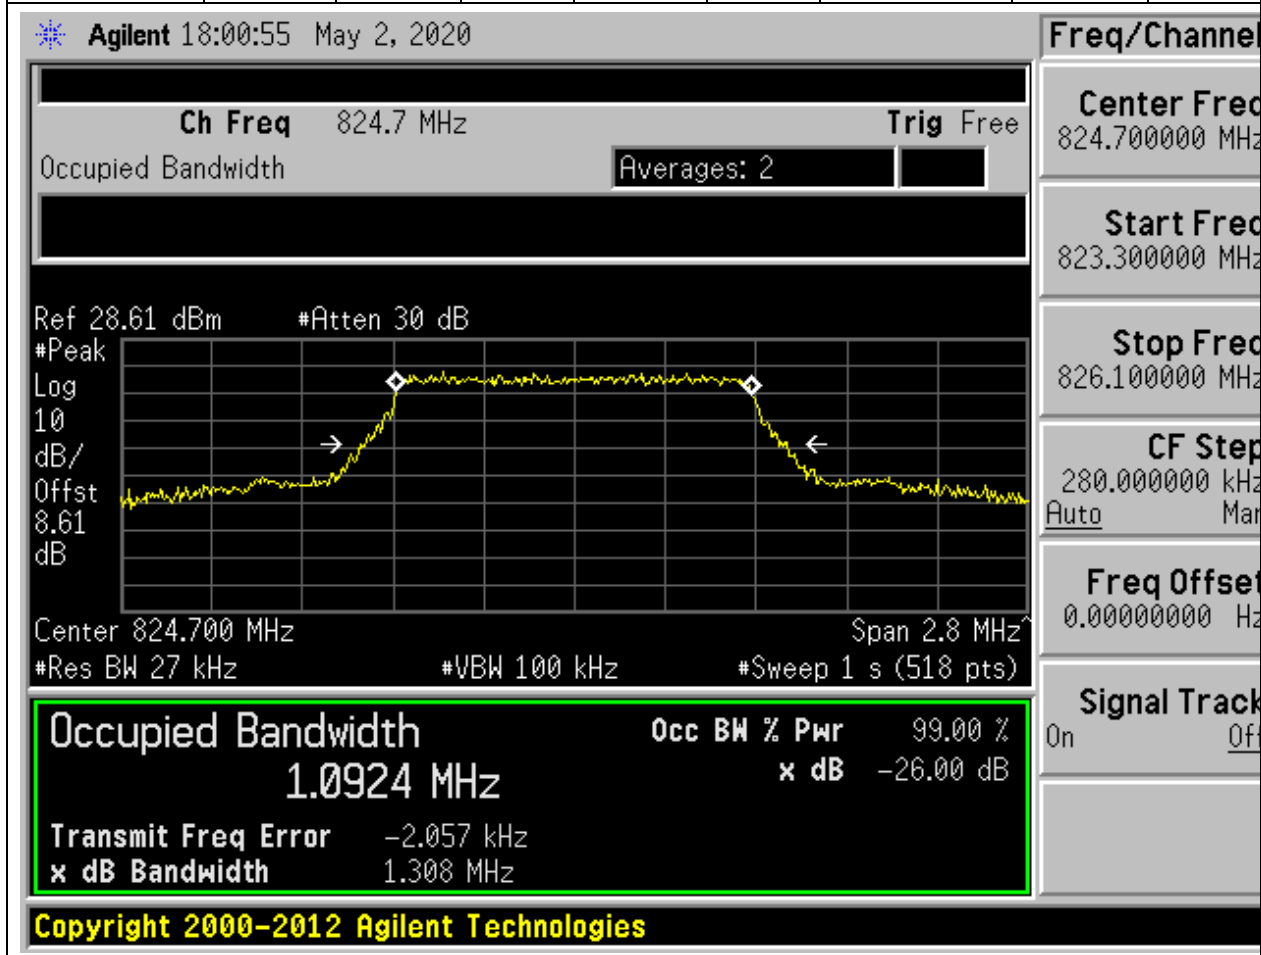 Agilent 18:00:55 May 2, 2020
Ch Freq 824.7 MHz Trig Free
Occupied Bandwidth Averages: 2
Ref 28.61 dBm #Atten 30 dB
#Peak
Log
10
dB/
Offst
8.61
dB
Center 824.700 MHz Span 2.8 MHz^
#Res BW 27 kHz #VBW 100 kHz #Sweep 1 s (518 pts)
Occupied Bandwidth Occ BW % Pwr 99.00 %
1.0924 MHz x dB -26.00 dB
Transmit Freq Error -2.057 kHz
x dB Bandwidth 1.308 MHz
Copyright 2000-2012 Agilent Technologies
Freq/Channel
Center Freq
824.700000 MHz
Start Freq
823.300000 MHz
Stop Freq
826.100000 MHz
CF Step
280.000000 kHz
Auto Man
Freq Offset
0.00000000 Hz
Signal Track
On Off